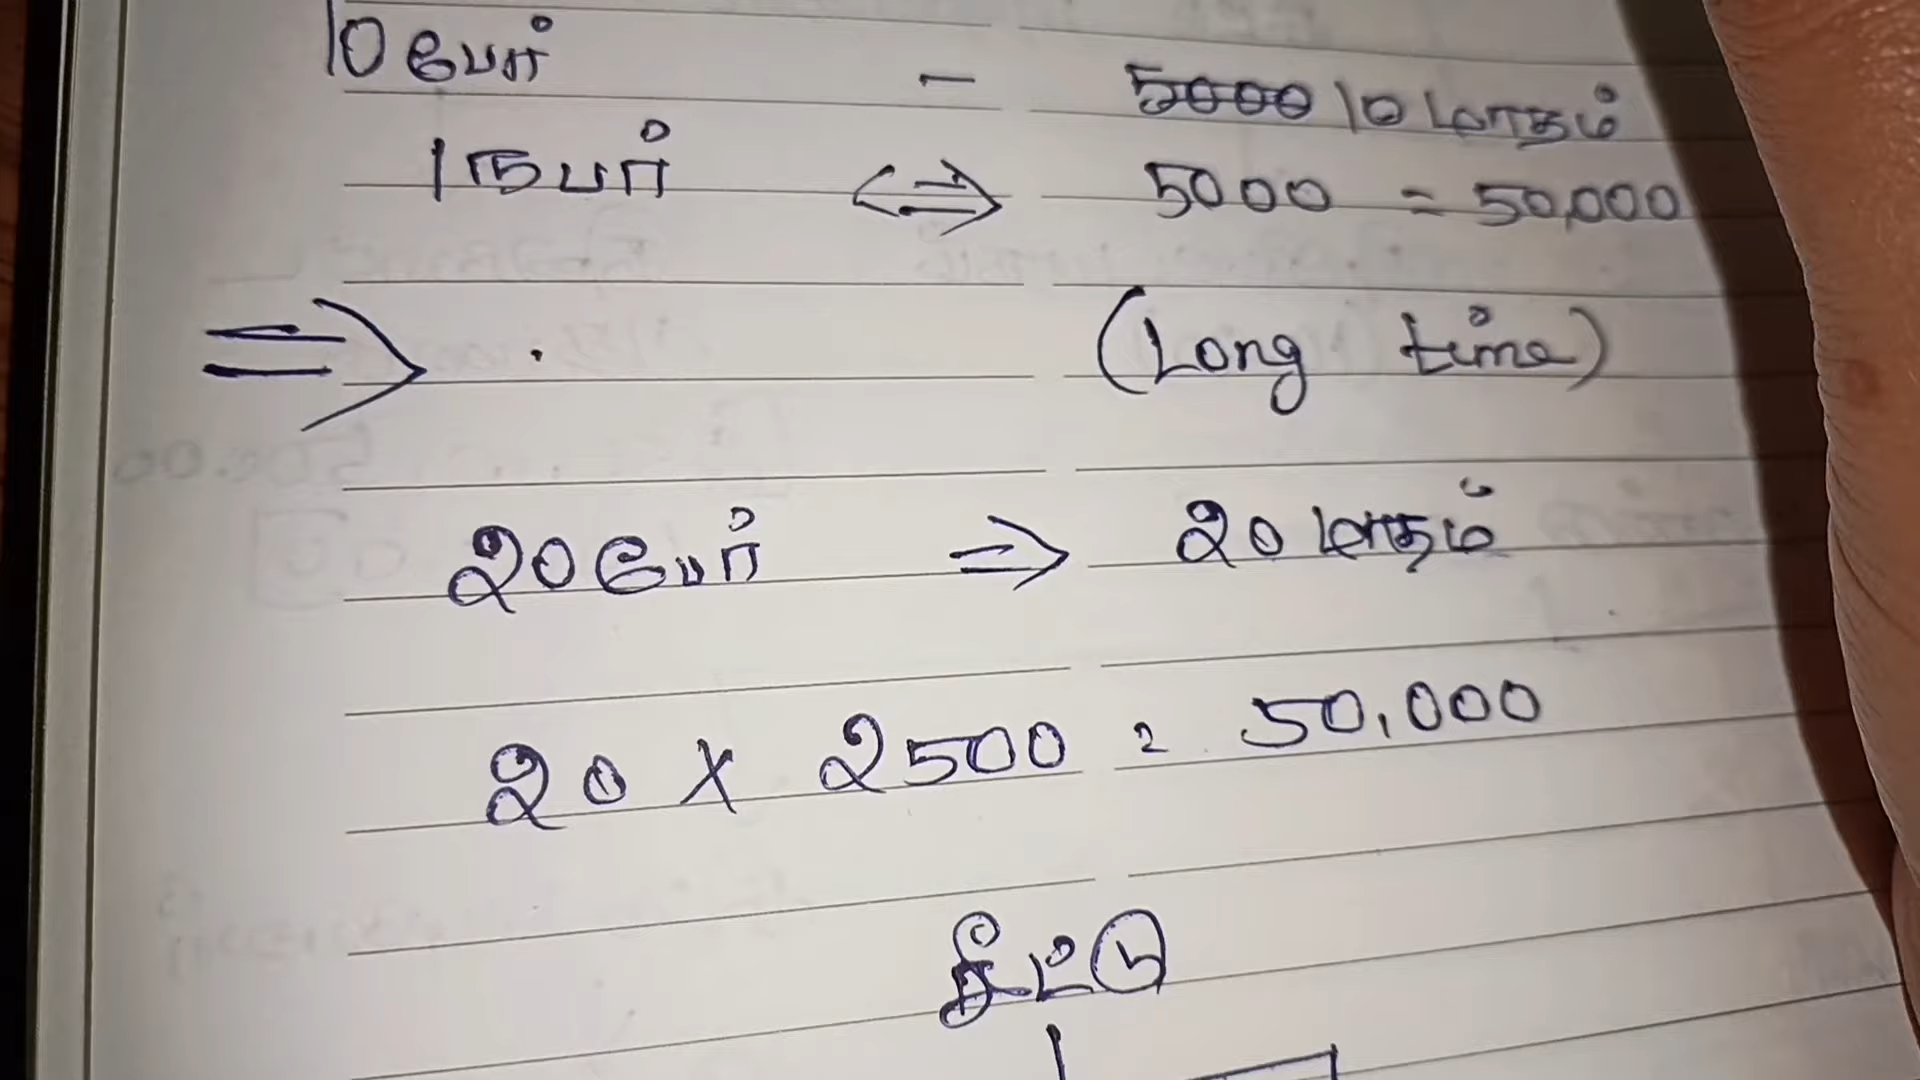 10 பேர் - 5000 10 மாதம்
1 நபர் ⇔ 5000 = 50,000
⇒ . (Long time)
20 பேர் ⇒ 20 மாதம்
20 X 2500 = 50,000
சீட்டு